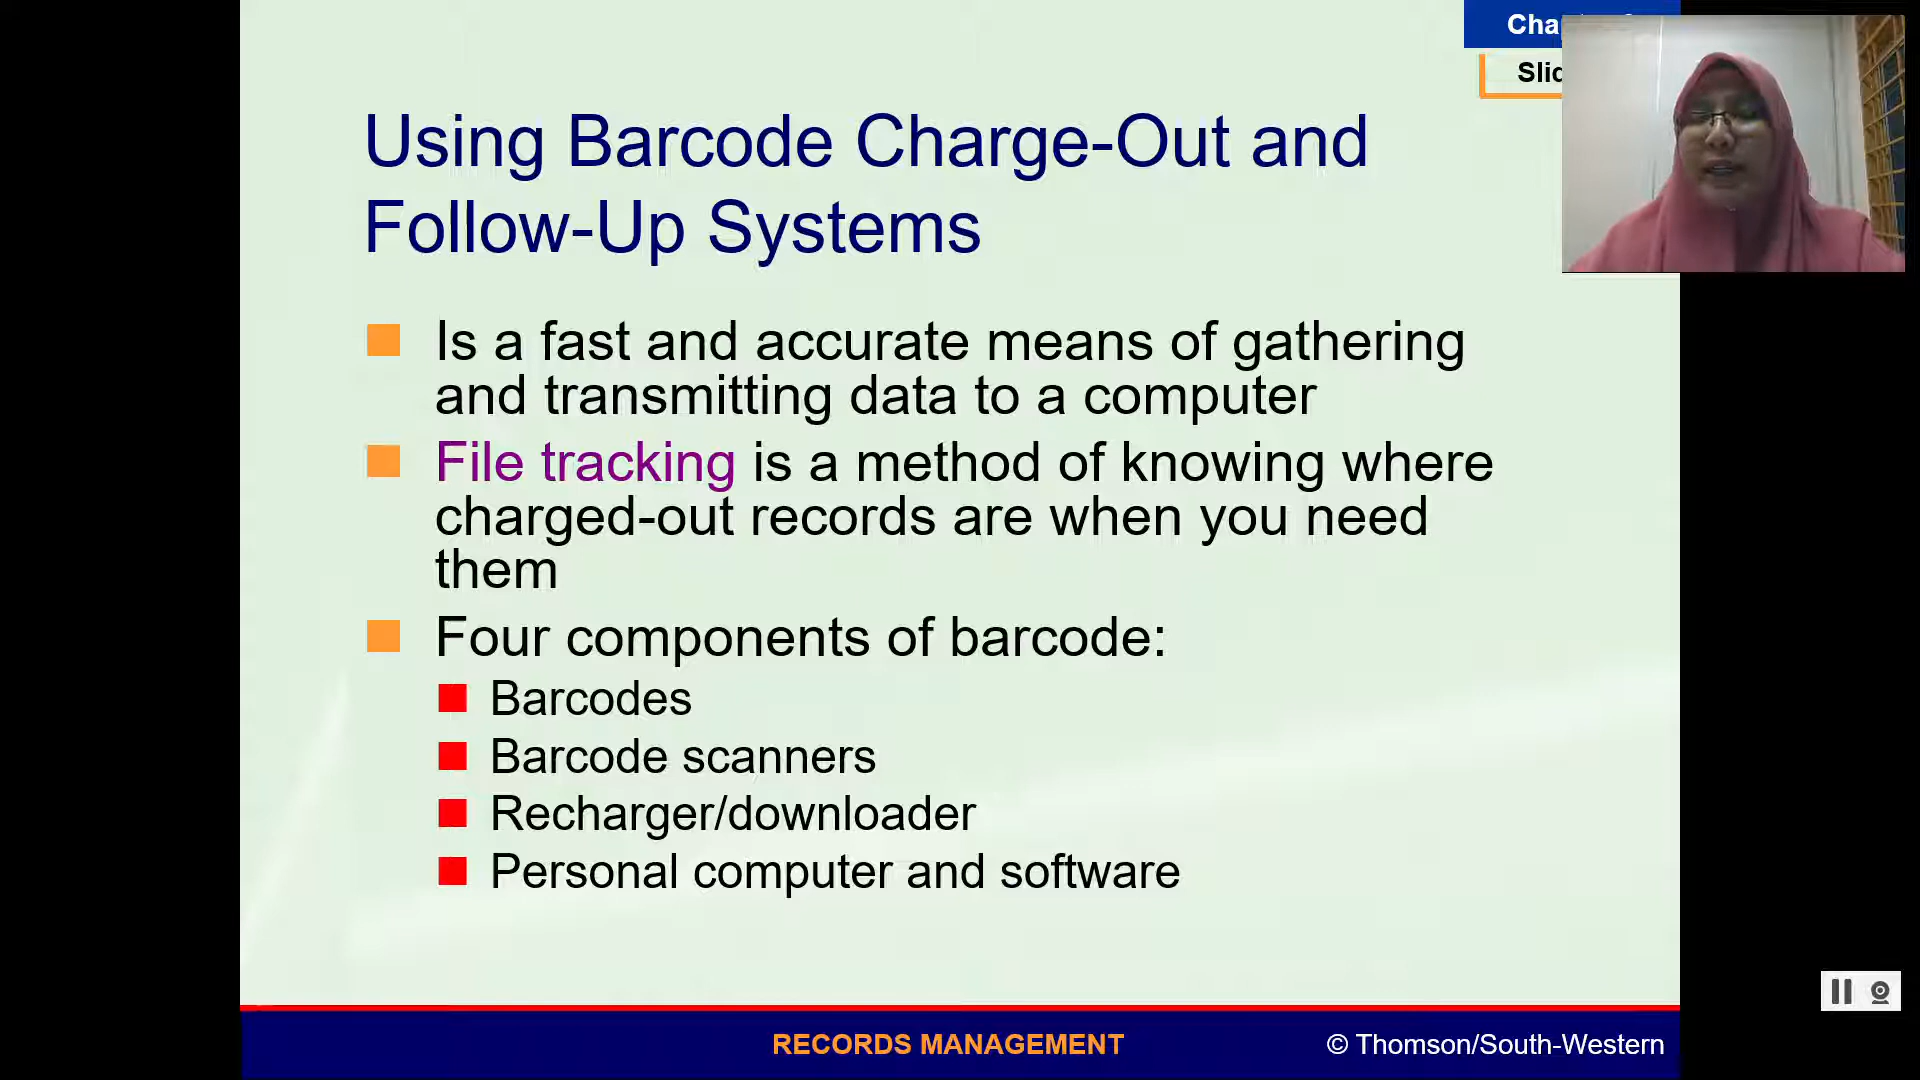 Using Barcode Charge-Out and
Follow-Up Systems
Is a fast and accurate means of gathering
and transmitting data to a computer
File tracking is a method of knowing where
charged-out records are when you need
them
Four components of barcode:
Barcodes
Barcode scanners
Recharger/downloader
Personal computer and software
RECORDS MANAGEMENT
© Thomson/South-Western